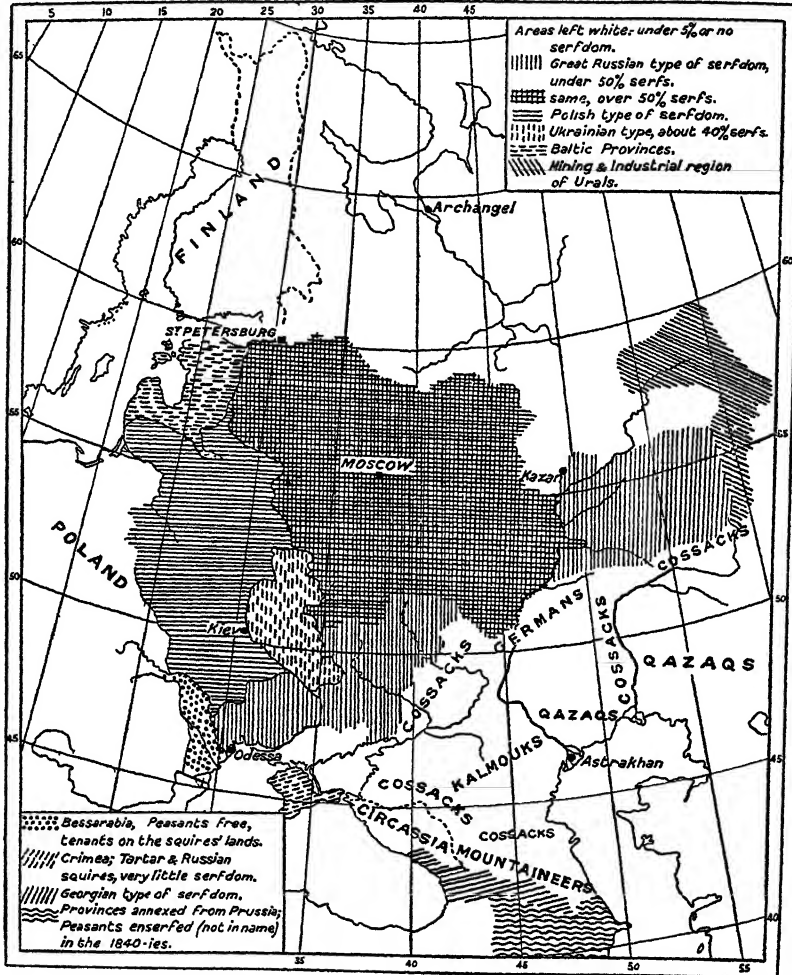 5 10 15 20 25 30 35 40 45
Areas left white: under 5% or no
serfdom.
Great Russian type of serfdom,
under 50% serfs.
same, over 50% serfs.
Polish type of serfdom.
Ukrainian type, about 40% serfs.
Baltic Provinces.
Mining & Industrial region
of Urals.
65
60
55
50
45
60
55
50
45
40
FINLAND
Archangel
ST PETERSBURG
MOSCOW
Kazan
POLAND
Kiev
COSSACKS
GERMANS
COSSACKS
COSSACKS
QAZAQS
QAZAQS
KALMOUKS
Odessa
Astrakhan
COSSACKS
COSSACKS
CIRCASSIA MOUNTAINEERS
Bessarabia, Peasants Free,
tenants on the squires' lands.
Crimea; Tartar & Russian
squires, very little serfdom.
Georgian type of serfdom.
Provinces annexed from Prussia;
Peasants enserfed (not in name)
in the 1840-ies.
35 40 45 50 55